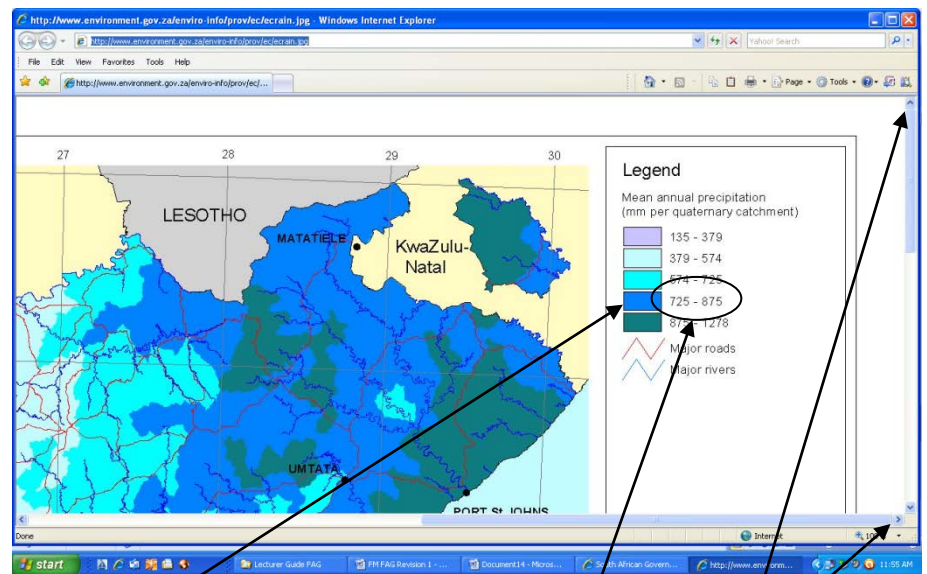 http://www.environment.gov.za/enviro-info/prov/ec/ecrain.jpg - Windows Internet Explorer
http://www.environment.gov.za/enviro-info/prov/ec/ecrain.jpg
Yahoo! Search
File Edit View Favorites Tools Help
http://www.environment.gov.za/enviro-info/prov/ec/...
Page Tools
27 28 29 30
LESOTHO
MATATIELE
KwaZulu-
Natal
UMTATA
PORT St. JOHNS
Legend
Mean annual precipitation
(mm per quaternary catchment)
135 - 379
379 - 574
574 - 725
725 - 875
875 - 1278
Major roads
Major rivers
Done
Internet
start
Lecturer Guide FAG
FM FAG Revision 1 - ...
Document14 - Micros...
South African Govern...
http://www.environm...
11:55 AM